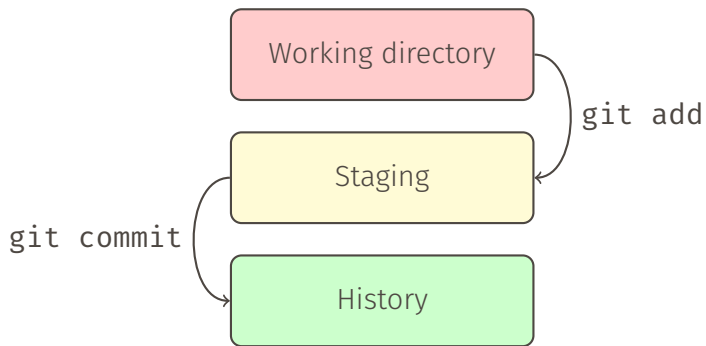 Working directory
git add
Staging
git commit
History